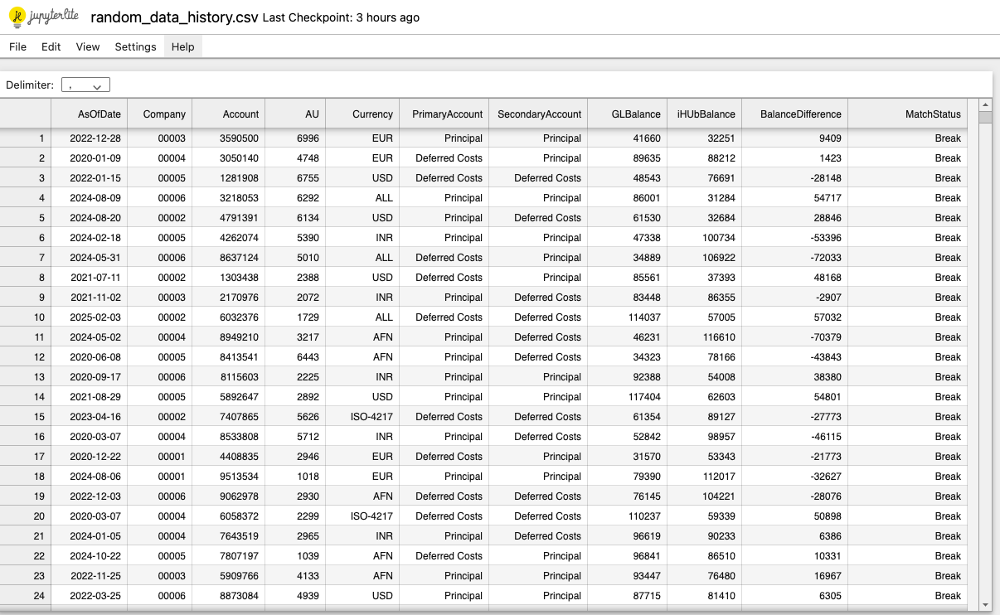 jupyterlite random_data_history.csv Last Checkpoint: 3 hours ago
File Edit View Settings Help
Delimiter: ,
AsOfDate Company Account AU Currency PrimaryAccount SecondaryAccount GLBalance iHUbBalance BalanceDifference MatchStatus
1 2022-12-28 00003 3590500 6996 EUR Principal Principal 41660 32251 9409 Break
2 2020-01-09 00004 3050140 4748 EUR Deferred Costs Principal 89635 88212 1423 Break
3 2022-01-15 00005 1281908 6755 USD Deferred Costs Deferred Costs 48543 76691 -28148 Break
4 2024-08-09 00006 3218053 6292 ALL Principal Principal 86001 31284 54717 Break
5 2024-08-20 00002 4791391 6134 USD Principal Deferred Costs 61530 32684 28846 Break
6 2024-02-18 00005 4262074 5390 INR Principal Principal 47338 100734 -53396 Break
7 2024-05-31 00006 8637124 5010 ALL Deferred Costs Principal 34889 106922 -72033 Break
8 2021-07-11 00002 1303438 2388 USD Deferred Costs Principal 85561 37393 48168 Break
9 2021-11-02 00003 2170976 2072 INR Principal Deferred Costs 83448 86355 -2907 Break
10 2025-02-03 00002 6032376 1729 ALL Deferred Costs Deferred Costs 114037 57005 57032 Break
11 2024-05-02 00004 8949210 3217 AFN Principal Deferred Costs 46231 116610 -70379 Break
12 2020-06-08 00005 8413541 6443 AFN Principal Deferred Costs 34323 78166 -43843 Break
13 2020-09-17 00006 8115603 2225 INR Principal Principal 92388 54008 38380 Break
14 2021-08-29 00005 5892647 2892 USD Principal Principal 117404 62603 54801 Break
15 2023-04-16 00002 7407865 5626 ISO-4217 Deferred Costs Deferred Costs 61354 89127 -27773 Break
16 2020-03-07 00004 8533808 5712 INR Principal Deferred Costs 52842 98957 -46115 Break
17 2020-12-22 00001 4408835 2946 EUR Deferred Costs Principal 31570 53343 -21773 Break
18 2024-08-06 00001 9513534 1018 EUR Principal Principal 79390 112017 -32627 Break
19 2022-12-03 00006 9062978 2930 AFN Deferred Costs Deferred Costs 76145 104221 -28076 Break
20 2020-03-07 00004 6058372 2299 ISO-4217 Deferred Costs Deferred Costs 110237 59339 50898 Break
21 2024-01-05 00004 7643519 2965 INR Principal Deferred Costs 96619 90233 6386 Break
22 2024-10-22 00005 7807197 1039 AFN Deferred Costs Principal 96841 86510 10331 Break
23 2022-11-25 00003 5909766 4133 AFN Principal Principal 93447 76480 16967 Break
24 2022-03-25 00006 8873084 4939 USD Principal Principal 87715 81410 6305 Break